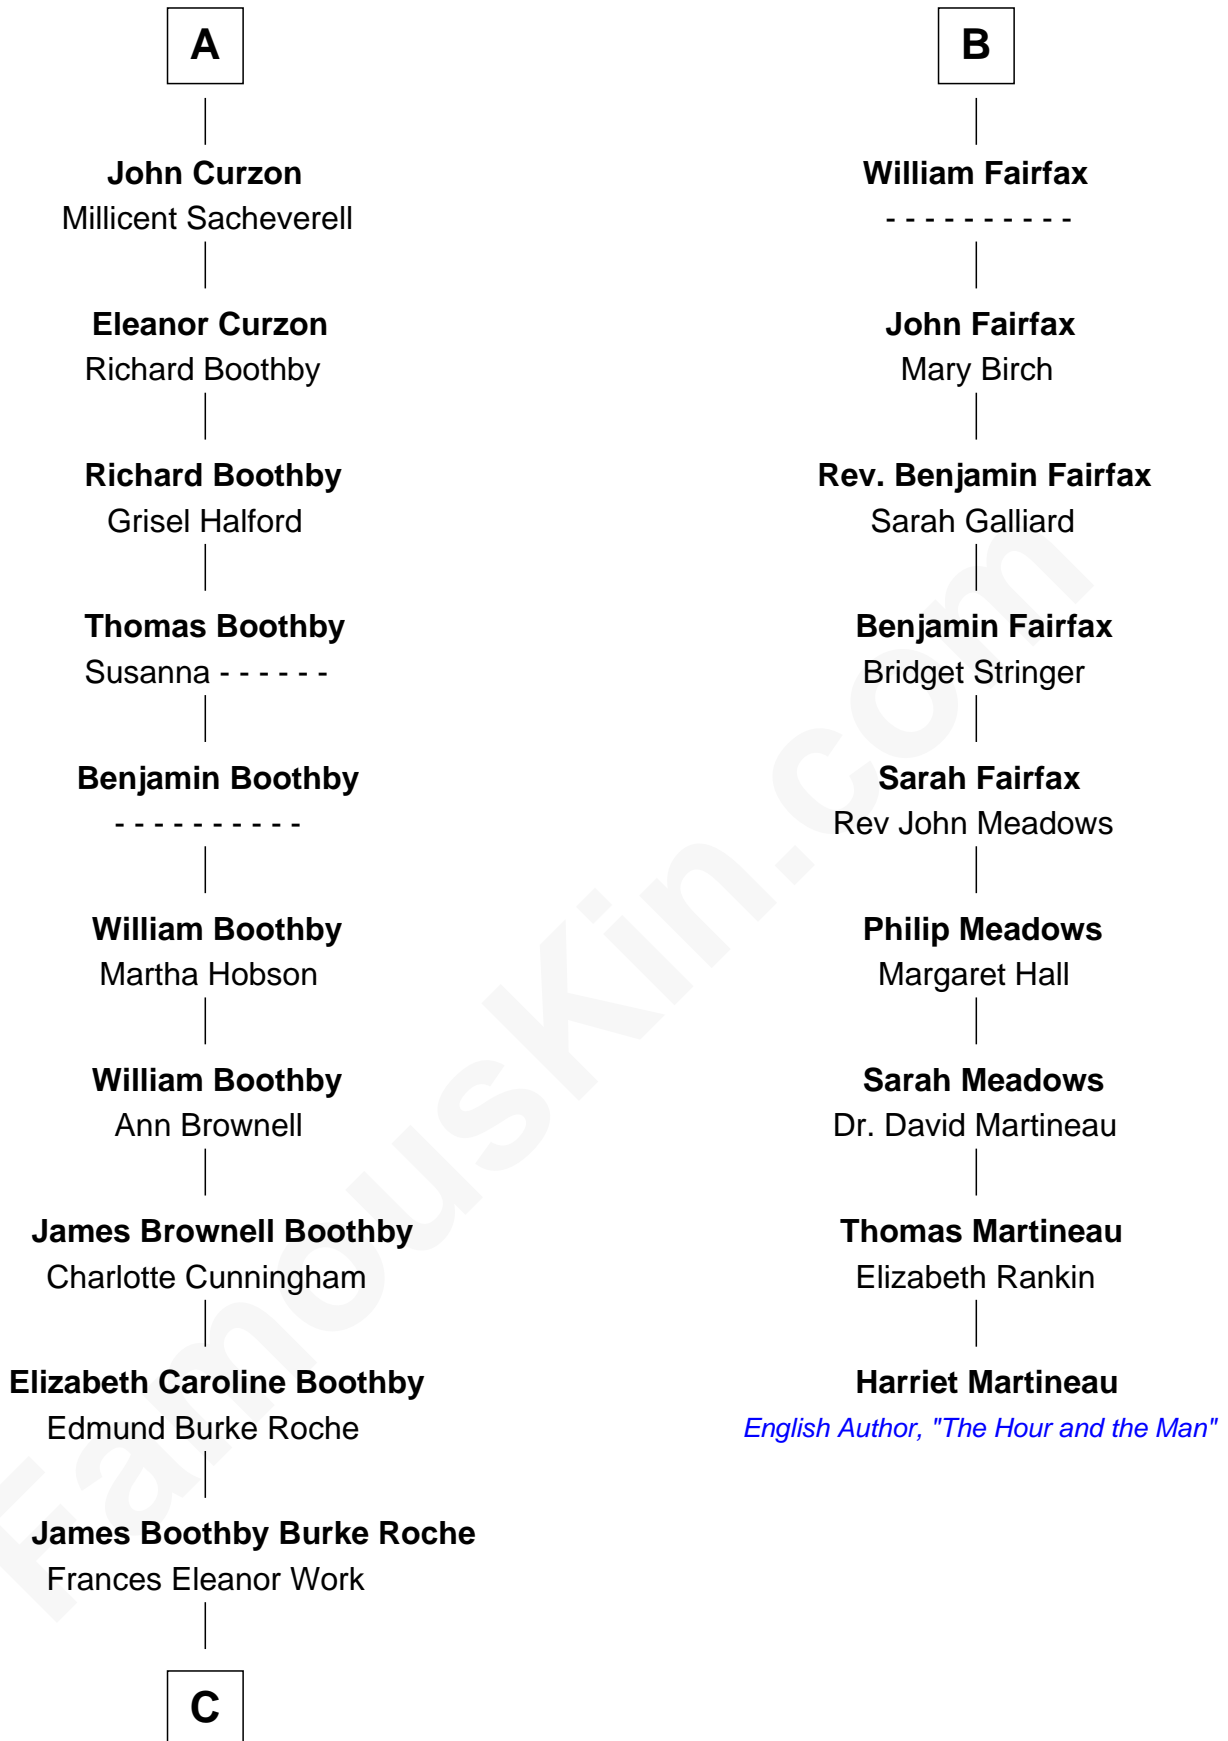 A
John Curzon
Millicent Sacheverell
Eleanor Curzon
Richard Boothby
Richard Boothby
Grisel Halford
Thomas Boothby
Susanna - - - - - -
Benjamin Boothby
- - - - - - - - - -
William Boothby
Martha Hobson
William Boothby
Ann Brownell
James Brownell Boothby
Charlotte Cunningham
Elizabeth Caroline Boothby
Edmund Burke Roche
James Boothby Burke Roche
Frances Eleanor Work
C
B
William Fairfax
- - - - - - - - - -
John Fairfax
Mary Birch
Rev. Benjamin Fairfax
Sarah Galliard
Benjamin Fairfax
Bridget Stringer
Sarah Fairfax
Rev John Meadows
Philip Meadows
Margaret Hall
Sarah Meadows
Dr. David Martineau
Thomas Martineau
Elizabeth Rankin
Harriet Martineau
English Author, "The Hour and the Man"
FamousKin.com